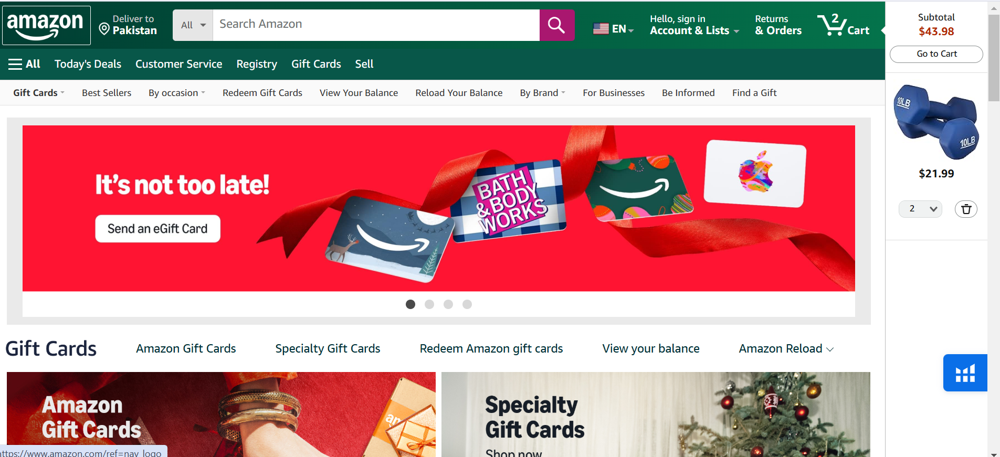 amazon
Deliver to
Pakistan
All
Search Amazon
EN
Hello, sign in
Account & Lists
Returns
& Orders
2
Cart
Subtotal
$43.98
Go to Cart
All
Today's Deals
Customer Service
Registry
Gift Cards
Sell
Gift Cards
Best Sellers
By occasion
Redeem Gift Cards
View Your Balance
Reload Your Balance
By Brand
For Businesses
Be Informed
Find a Gift
10LB
10LB
$21.99
2
It's not too late!
Send an eGift Card
BATH
& BODY
WORKS
Gift Cards
Amazon Gift Cards
Specialty Gift Cards
Redeem Amazon gift cards
View your balance
Amazon Reload
Amazon
Gift Cards
am
Specialty
Gift Cards
Shop now
https://www.amazon.com/ref=nav_logo